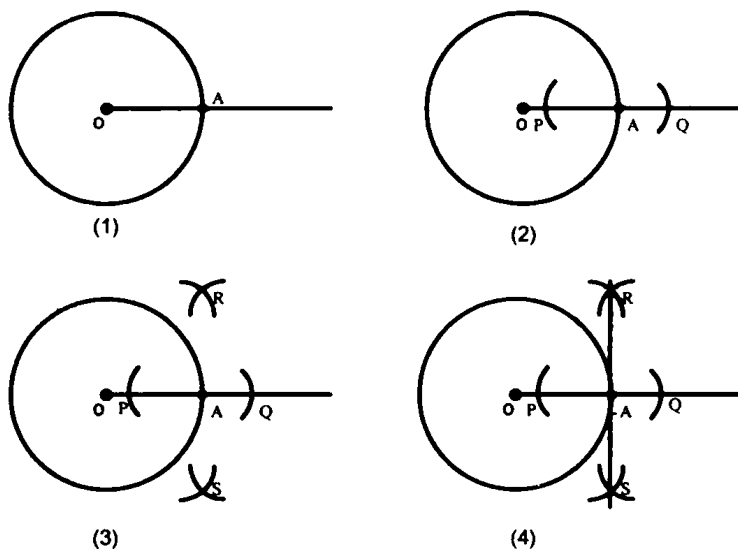 A
O
(1)
O P A Q
(2)
R
O P A Q
S
(3)
R
O P A Q
S
(4)